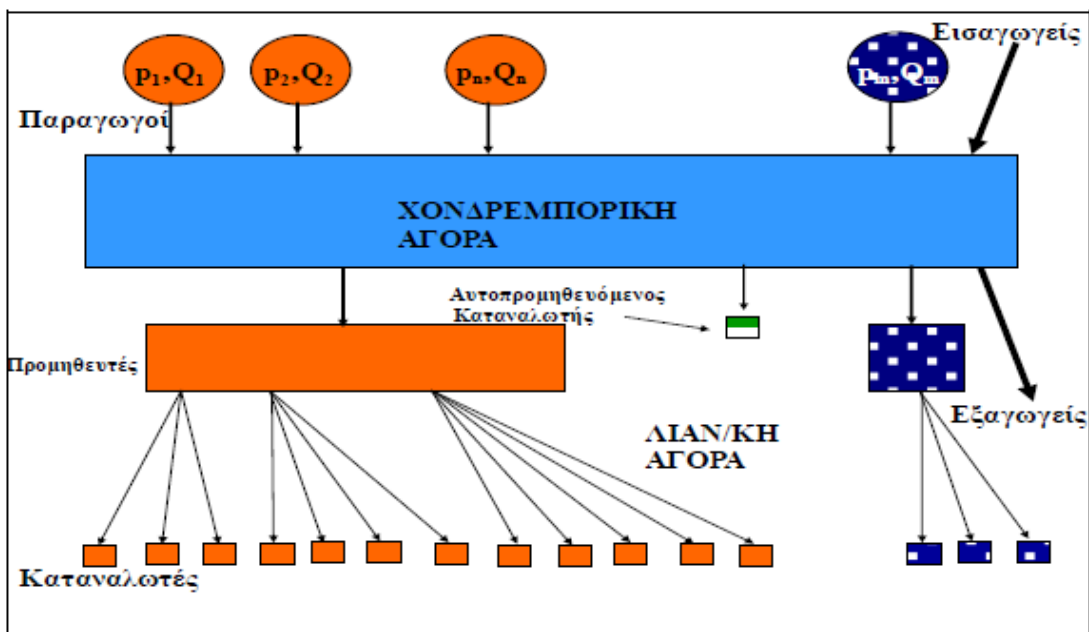 p₁,Q₁
p₂,Q₂
pₙ,Qₙ
pₘ,Qₘ
Εισαγωγείς
Παραγωγοί
ΧΟΝΔΡΕΜΠΟΡΙΚΗ
ΑΓΟΡΑ
Αυτοπρομηθευόμενος
Καταναλωτής
Προμηθευτές
Εξαγωγείς
ΛΙΑΝ/ΚΗ
ΑΓΟΡΑ
Καταναλωτές